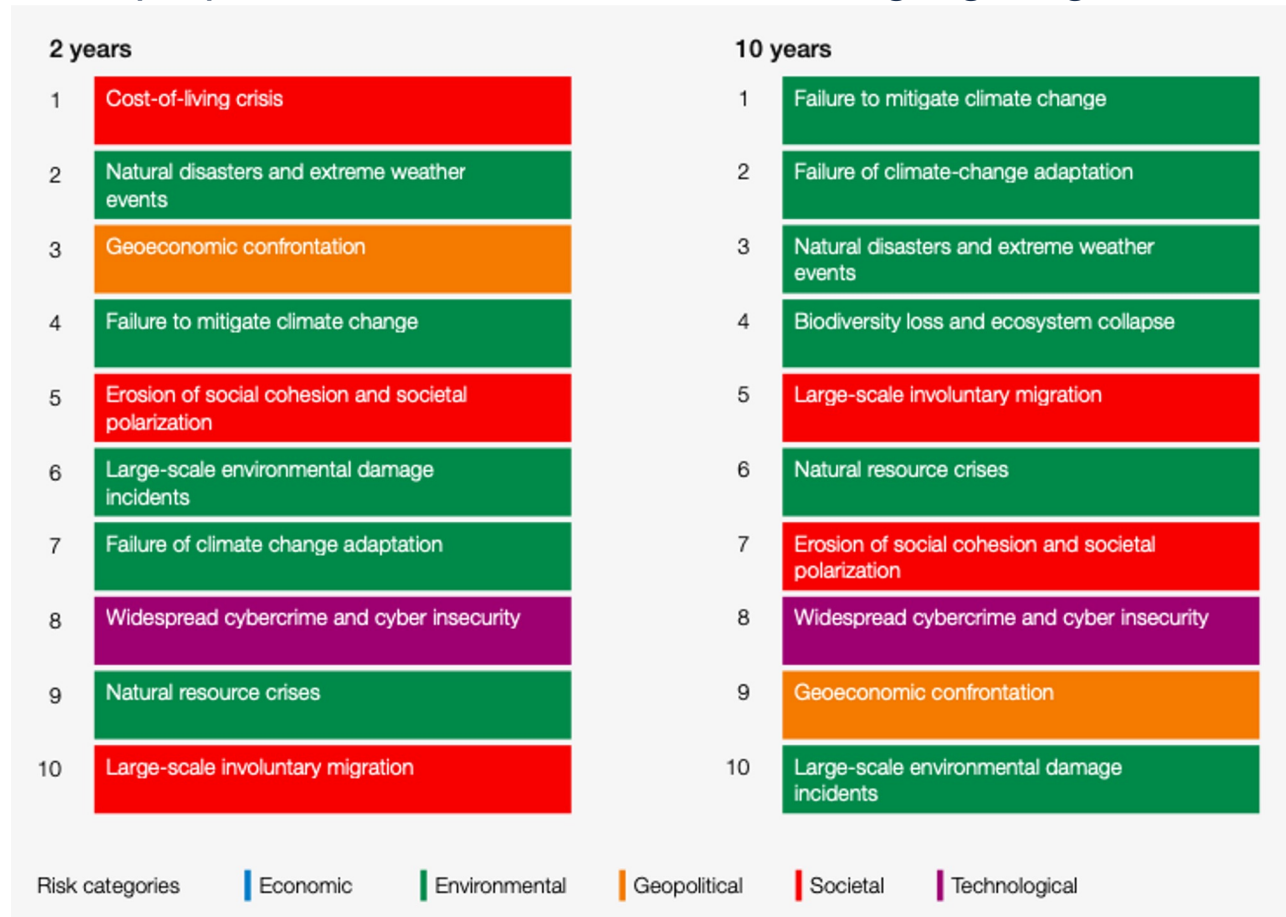 2 years
1 Cost-of-living crisis
2 Natural disasters and extreme weather
events
3 Geoeconomic confrontation
4 Failure to mitigate climate change
5 Erosion of social cohesion and societal
polarization
6 Large-scale environmental damage
incidents
7 Failure of climate change adaptation
8 Widespread cybercrime and cyber insecurity
9 Natural resource crises
10 Large-scale involuntary migration
10 years
1 Failure to mitigate climate change
2 Failure of climate-change adaptation
3 Natural disasters and extreme weather
events
4 Biodiversity loss and ecosystem collapse
5 Large-scale involuntary migration
6 Natural resource crises
7 Erosion of social cohesion and societal
polarization
8 Widespread cybercrime and cyber insecurity
9 Geoeconomic confrontation
10 Large-scale environmental damage
incidents
Risk categories Economic Environmental Geopolitical Societal Technological